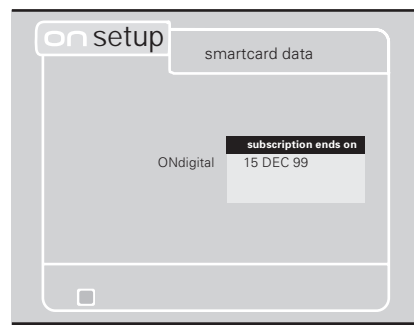 on setup
smartcard data
subscription ends on
ONdigital 15 DEC 99